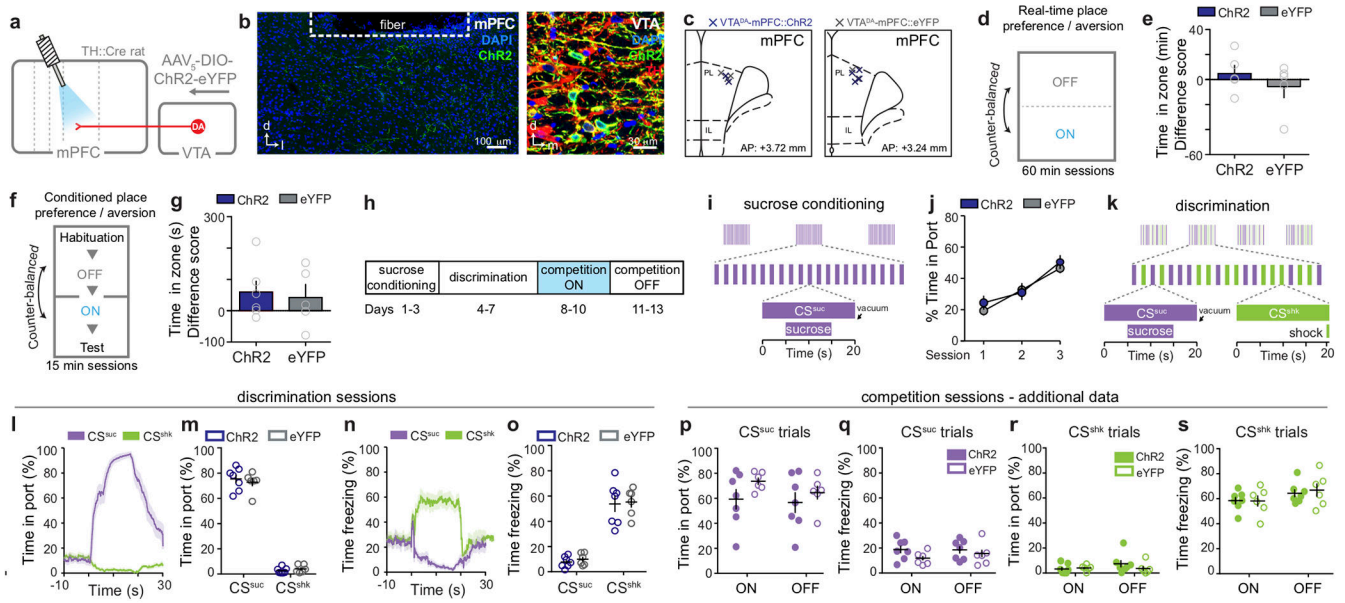 a
TH::Cre rat
AAV5-DIO-
ChR2-eYFP
DA
mPFC
VTA
b
fiber
mPFC
DAPI
ChR2
d
l
100 µm
VTA
DAPI
ChR2
d
m
30 µm
c
VTADA-mPFC::ChR2
VTADA-mPFC::eYFP
mPFC
PL
IL
AP: +3.72 mm
mPFC
PL
IL
AP: +3.24 mm
d
Real-time place
preference / aversion
Counter-balanced
OFF
ON
60 min sessions
e
ChR2
eYFP
Time in zone (min)
Difference score
40
0
-60
ChR2
eYFP
f
Conditioned place
preference / aversion
Counter-balanced
Habituation
OFF
ON
Test
15 min sessions
g
ChR2
eYFP
Time in zone (s)
Difference score
300
0
-100
ChR2
eYFP
h
sucrose
conditioning
discrimination
competition
ON
competition
OFF
Days 1-3
4-7
8-10
11-13
i
sucrose conditioning
CSsuc
vacuum
sucrose
0
20
Time (s)
j
ChR2
eYFP
% Time in Port
80
60
40
20
0
Session 1 2 3
k
discrimination
CSsuc
vacuum
CSshk
sucrose
shock
0
20
Time (s)
0
20
Time (s)
discrimination sessions
l
CSsuc
CSshk
Time in port (%)
100
80
60
40
20
0
-10
30
Time (s)
m
ChR2
eYFP
Time in port (%)
100
80
60
40
20
0
CSsuc
CSshk
n
CSsuc
CSshk
Time freezing (%)
100
80
60
40
20
0
-10
0
30
Time (s)
o
ChR2
eYFP
Time freezing (%)
100
80
60
40
20
0
CSsuc
CSshk
competition sessions - additional data
p
CSsuc trials
Time in port (%)
100
80
60
40
20
0
ON
OFF
q
CSsuc trials
ChR2
eYFP
Time freezing (%)
100
80
60
40
20
0
ON
OFF
r
CSshk trials
ChR2
eYFP
Time in port (%)
100
80
60
40
20
0
ON
OFF
s
CSshk trials
Time freezing (%)
100
80
60
40
20
0
ON
OFF